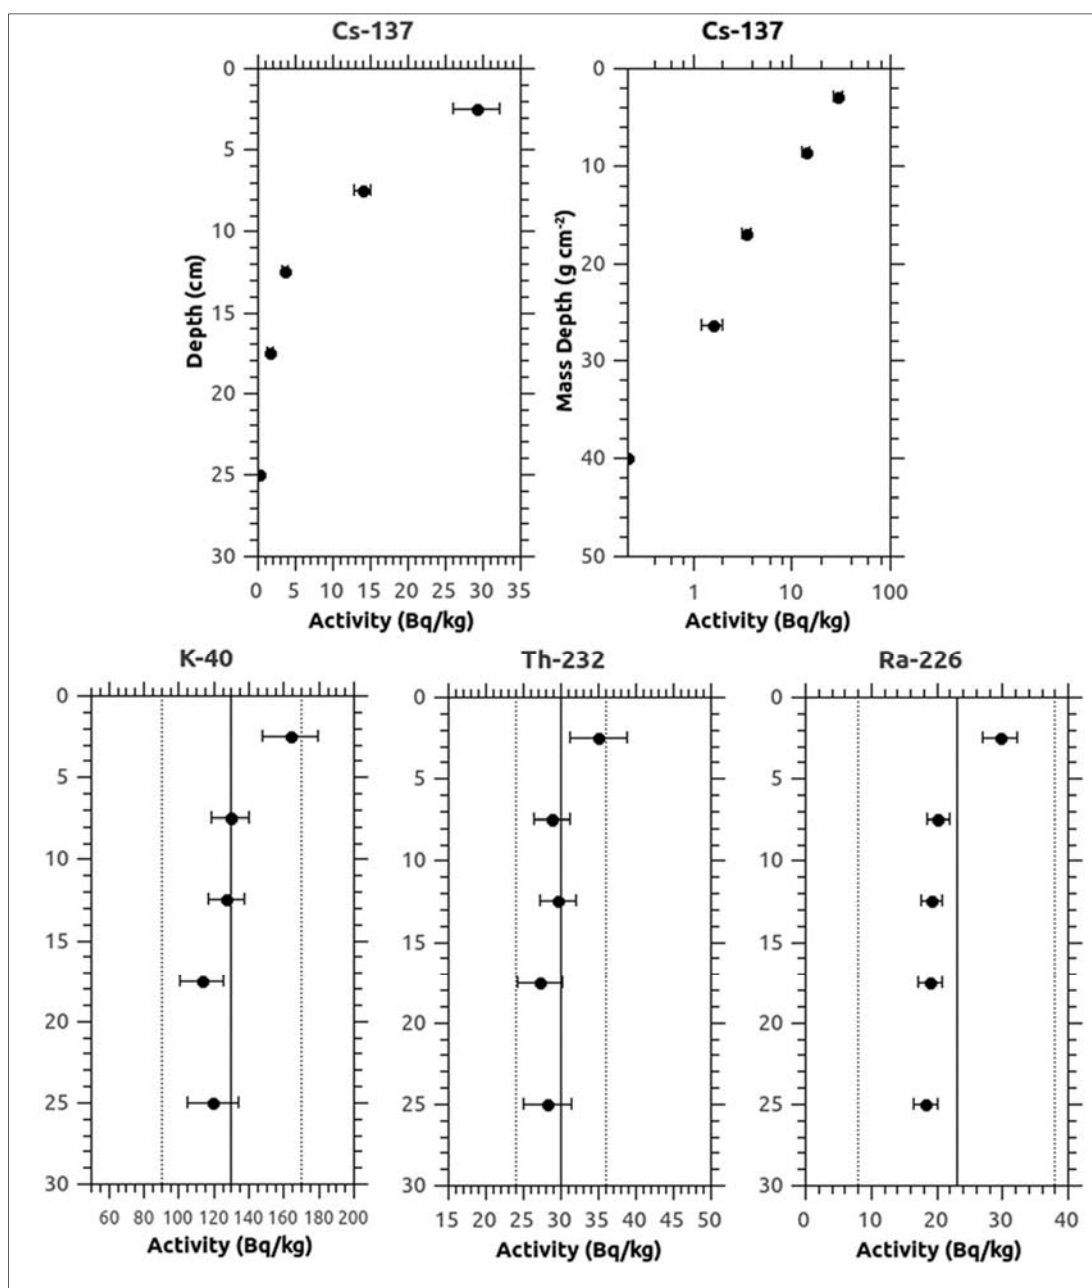 Cs-137
Cs-137
0
5
10
15
20
25
30
Depth (cm)
0 5 10 15 20 25 30 35
Activity (Bq/kg)
0
10
20
30
40
50
Mass Depth (g cm⁻²)
1 10 100
Activity (Bq/kg)
K-40
Th-232
Ra-226
0
5
10
15
20
25
30
60 80 100 120 140 160 180 200
Activity (Bq/kg)
0
5
10
15
20
25
30
15 20 25 30 35 40 45 50
Activity (Bq/kg)
0
5
10
15
20
25
30
0 10 20 30 40
Activity (Bq/kg)